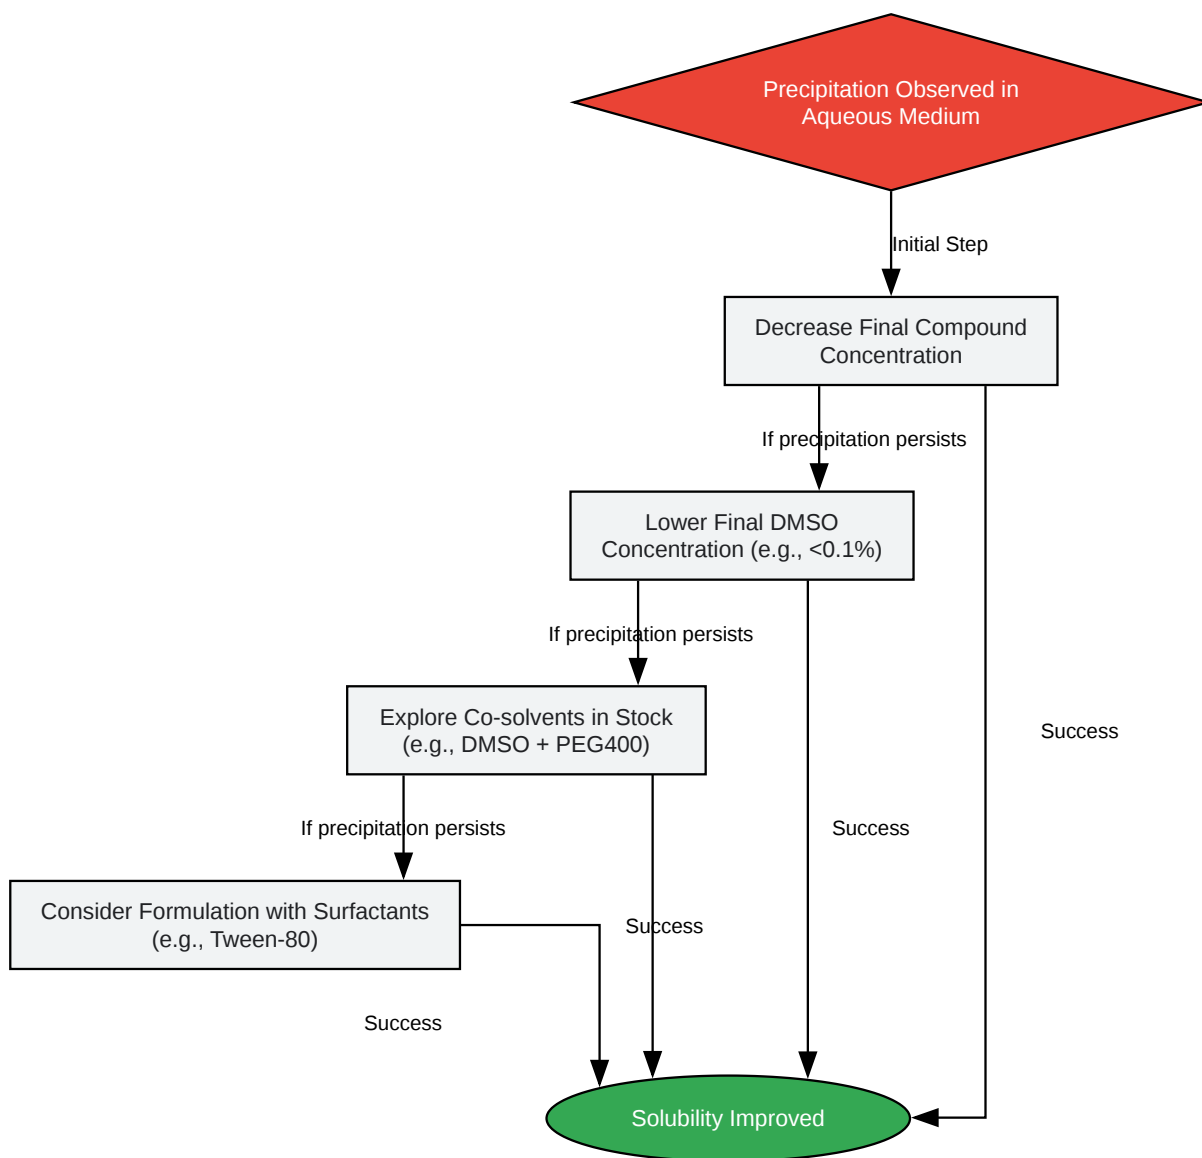 Precipitation Observed in
Aqueous Medium
Initial Step
Decrease Final Compound
Concentration
If precipitation persists
Lower Final DMSO
Concentration (e.g., <0.1%)
If precipitation persists
Explore Co-solvents in Stock
(e.g., DMSO + PEG400)
Success
If precipitation persists
Success
Consider Formulation with Surfactants
(e.g., Tween-80)
Success
Success
Solubility Improved